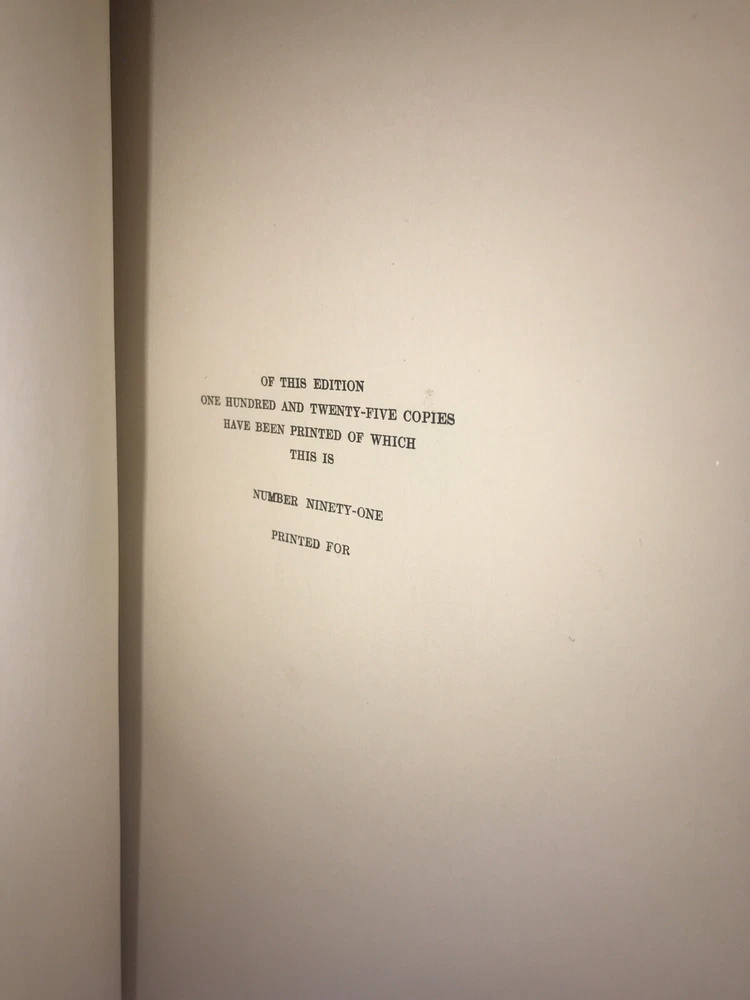 OF THIS EDITION
ONE HUNDRED AND TWENTY-FIVE COPIES
HAVE BEEN PRINTED OF WHICH
THIS IS
NUMBER NINETY-ONE
PRINTED FOR